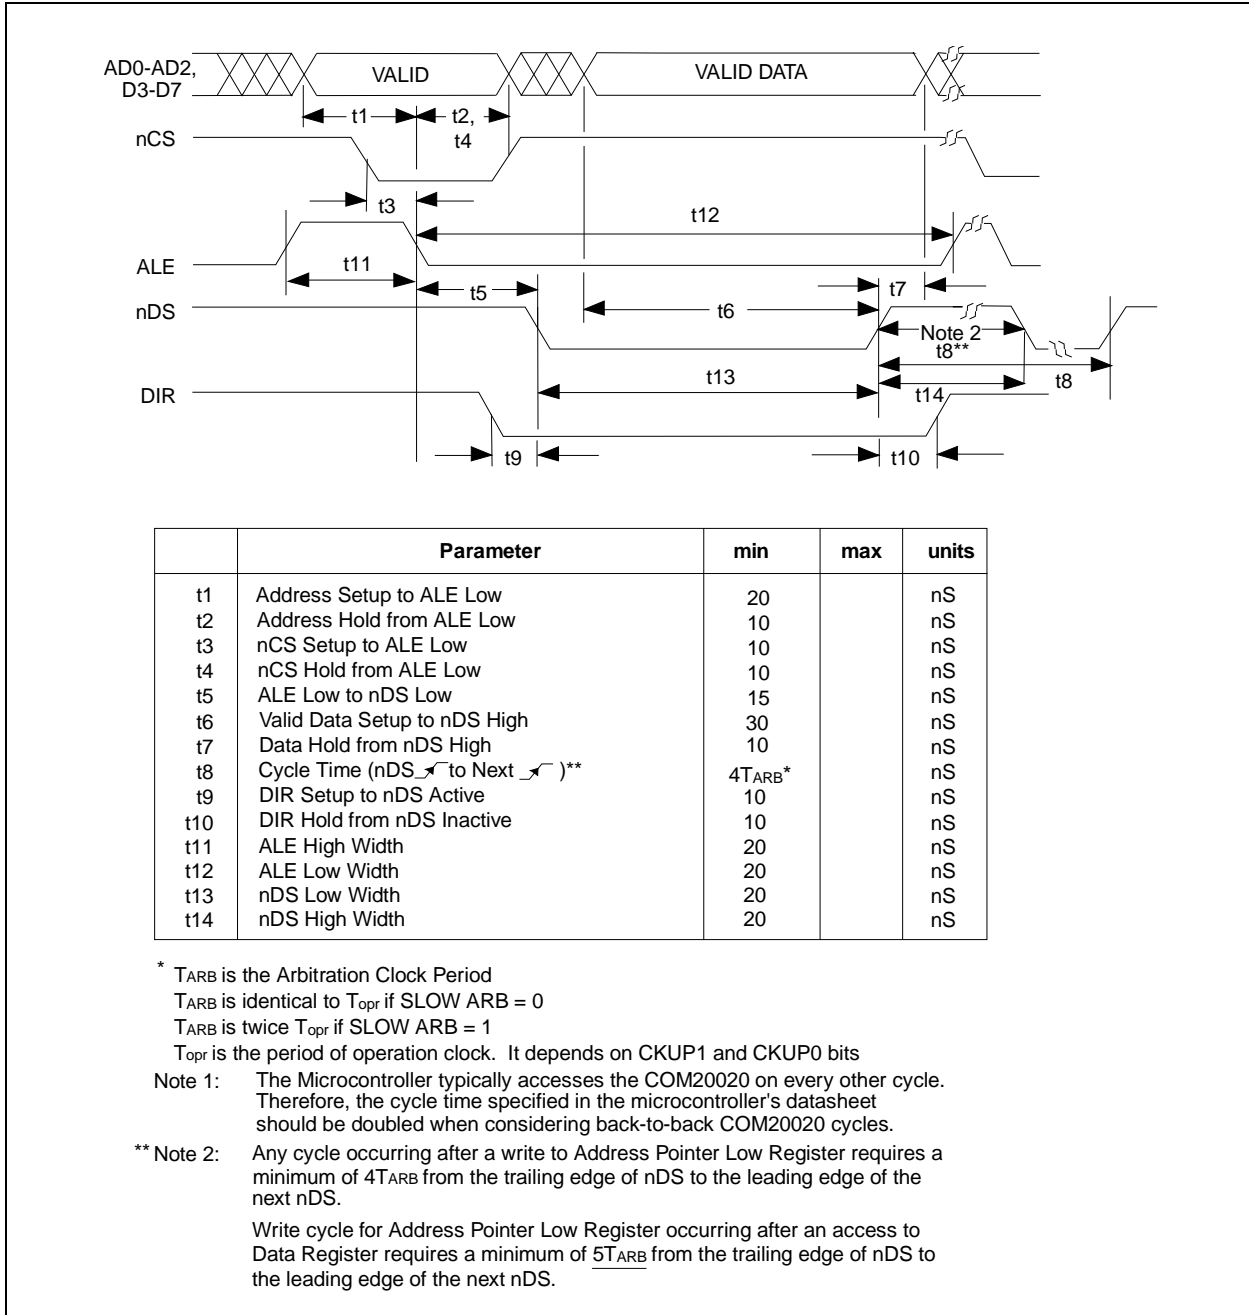 AD0-AD2,
D3-D7
VALID
VALID DATA
t1
t2,
t4
nCS
t3
t12
ALE
t11
t5
t7
nDS
t6
Note 2
t8**
t13
t14
t8
DIR
t9
t10
Parameter min max units
t1 Address Setup to ALE Low 20 nS
t2 Address Hold from ALE Low 10 nS
t3 nCS Setup to ALE Low 10 nS
t4 nCS Hold from ALE Low 10 nS
t5 ALE Low to nDS Low 15 nS
t6 Valid Data Setup to nDS High 30 nS
t7 Data Hold from nDS High 10 nS
t8 Cycle Time (nDS to Next )** 4TARB* nS
t9 DIR Setup to nDS Active 10 nS
t10 DIR Hold from nDS Inactive 10 nS
t11 ALE High Width 20 nS
t12 ALE Low Width 20 nS
t13 nDS Low Width 20 nS
t14 nDS High Width 20 nS
* TARB is the Arbitration Clock Period
TARB is identical to Topr if SLOW ARB = 0
TARB is twice Topr if SLOW ARB = 1
Topr is the period of operation clock. It depends on CKUP1 and CKUP0 bits
Note 1: The Microcontroller typically accesses the COM20020 on every other cycle.
Therefore, the cycle time specified in the microcontroller's datasheet
should be doubled when considering back-to-back COM20020 cycles.
** Note 2: Any cycle occurring after a write to Address Pointer Low Register requires a
minimum of 4TARB from the trailing edge of nDS to the leading edge of the
next nDS.
Write cycle for Address Pointer Low Register occurring after an access to
Data Register requires a minimum of 5TARB from the trailing edge of nDS to
the leading edge of the next nDS.